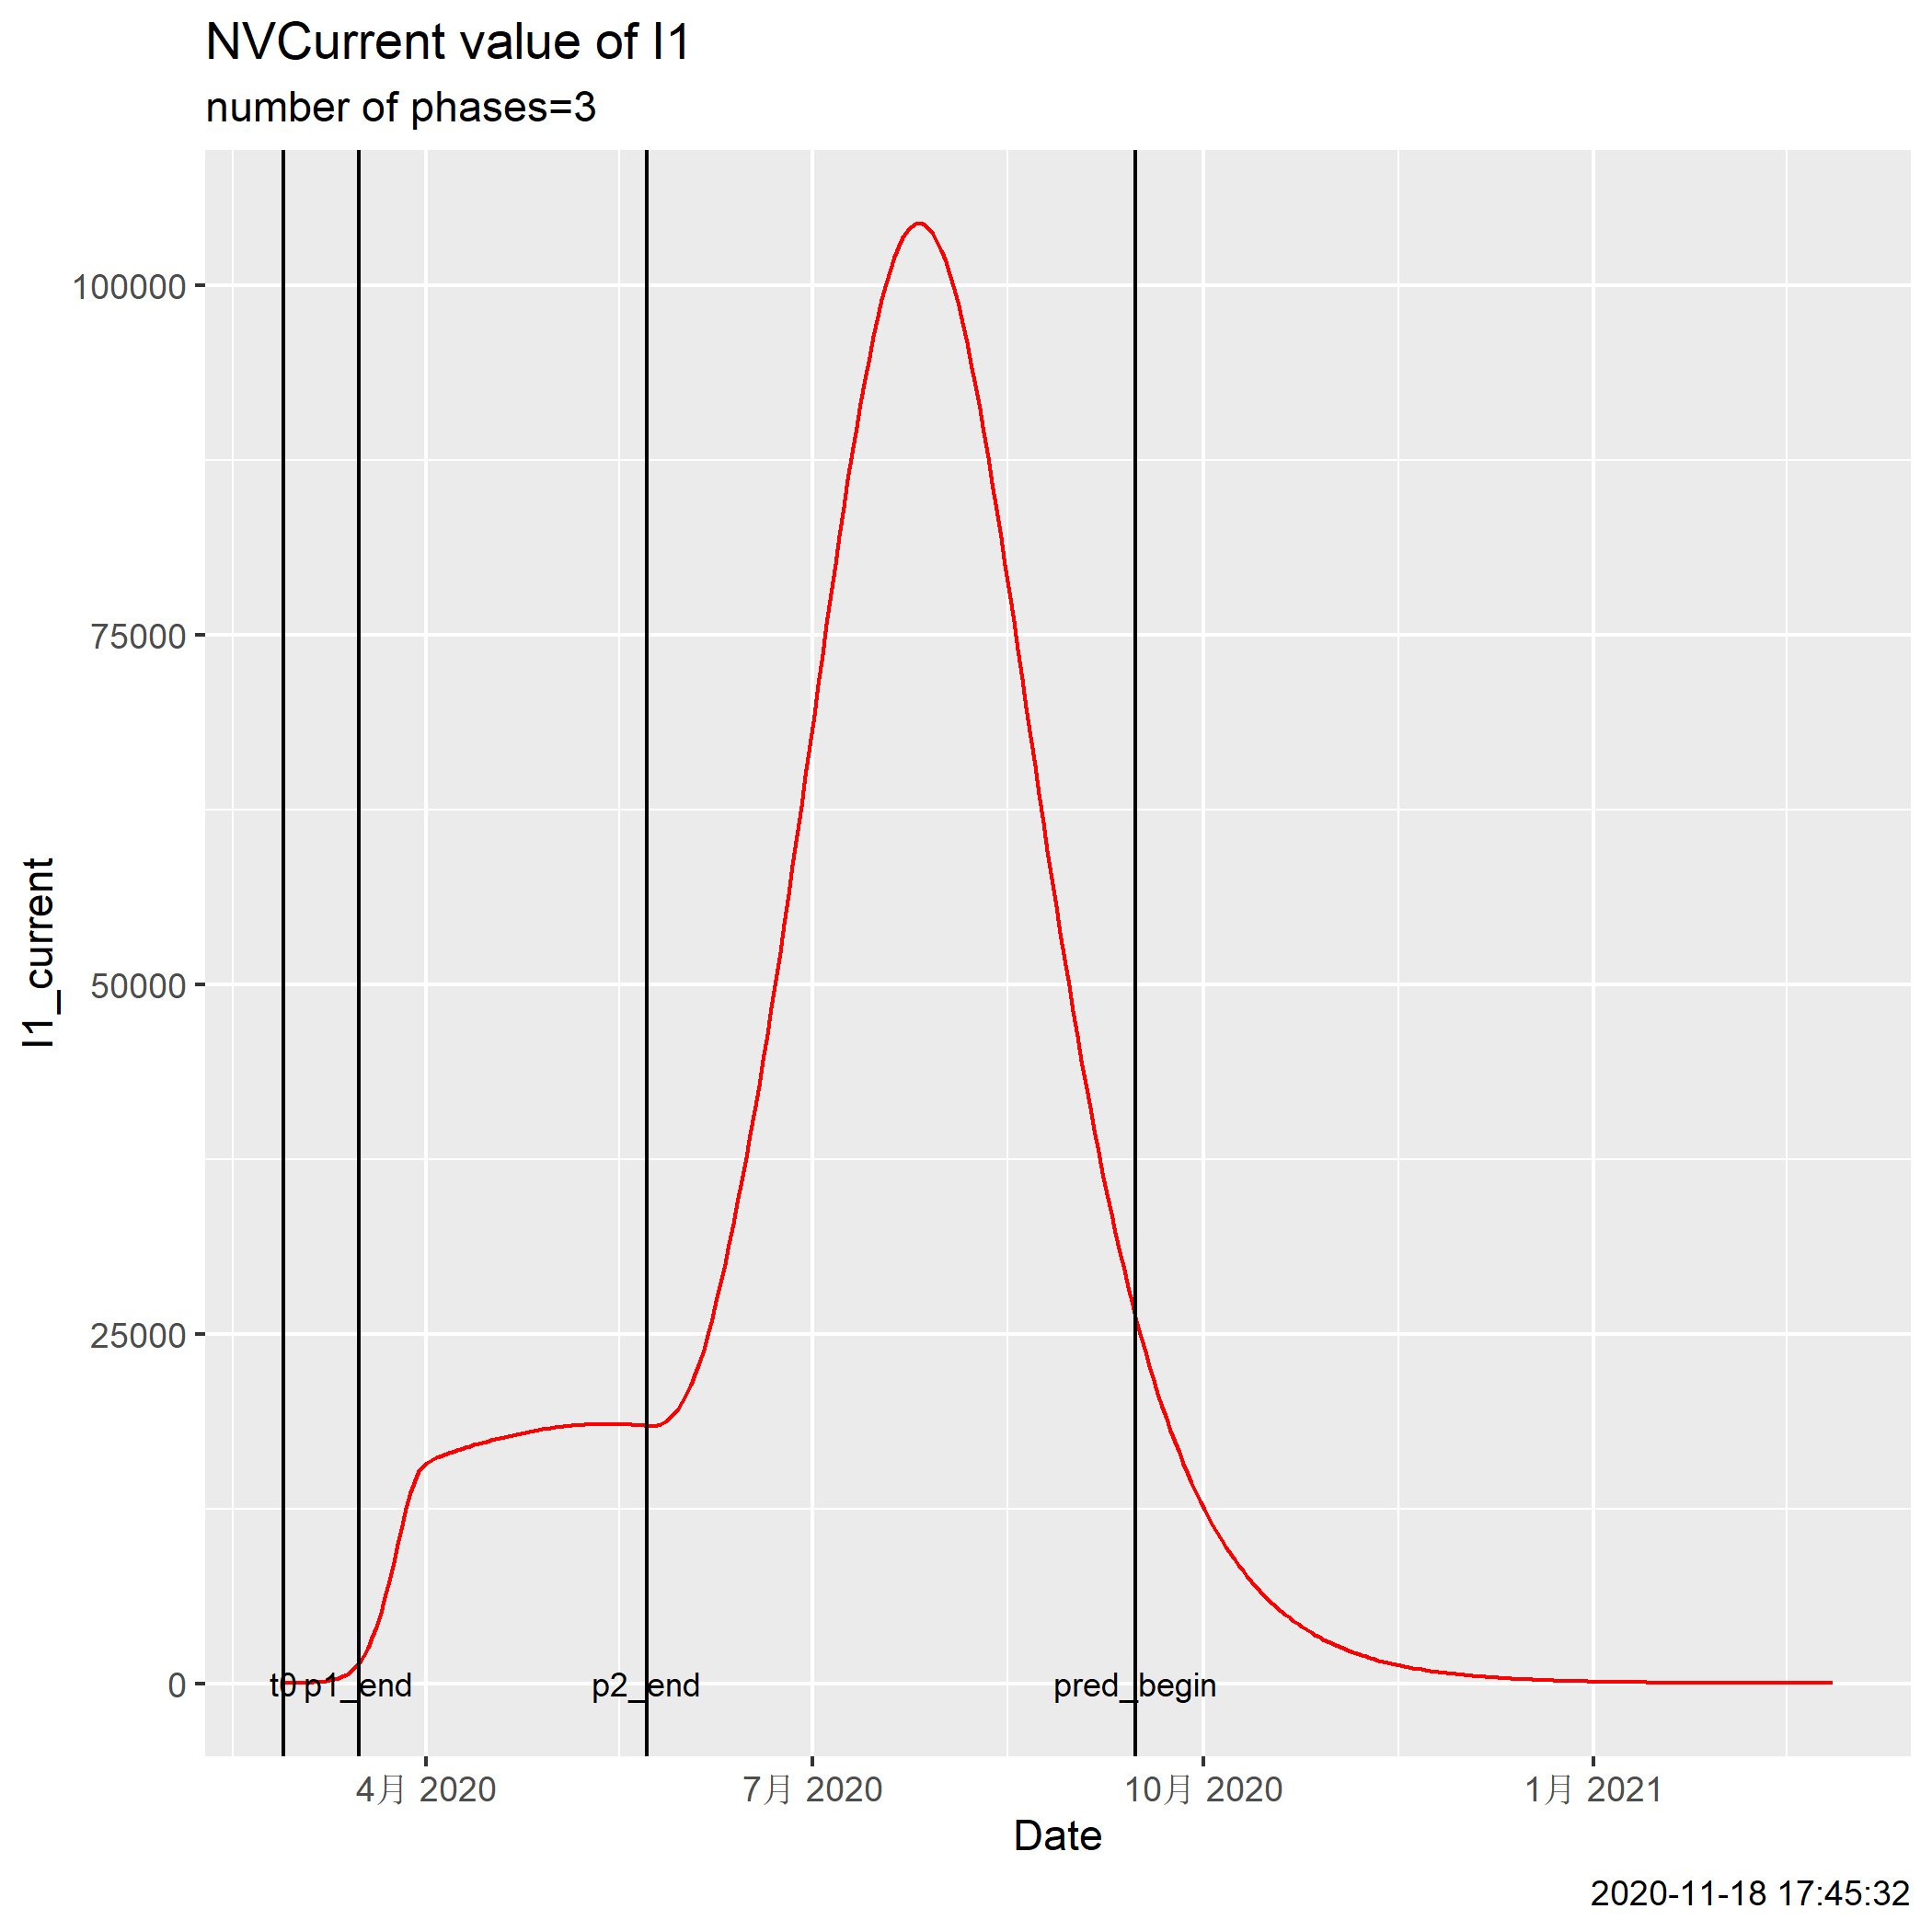 NVCurrent value of I1
number of phases=3
100000
75000
50000
25000
0
I1_current
t0 p1_end p2_end pred_begin
4月 2020 7月 2020 10月 2020 1月 2021
Date
2020-11-18 17:45:32